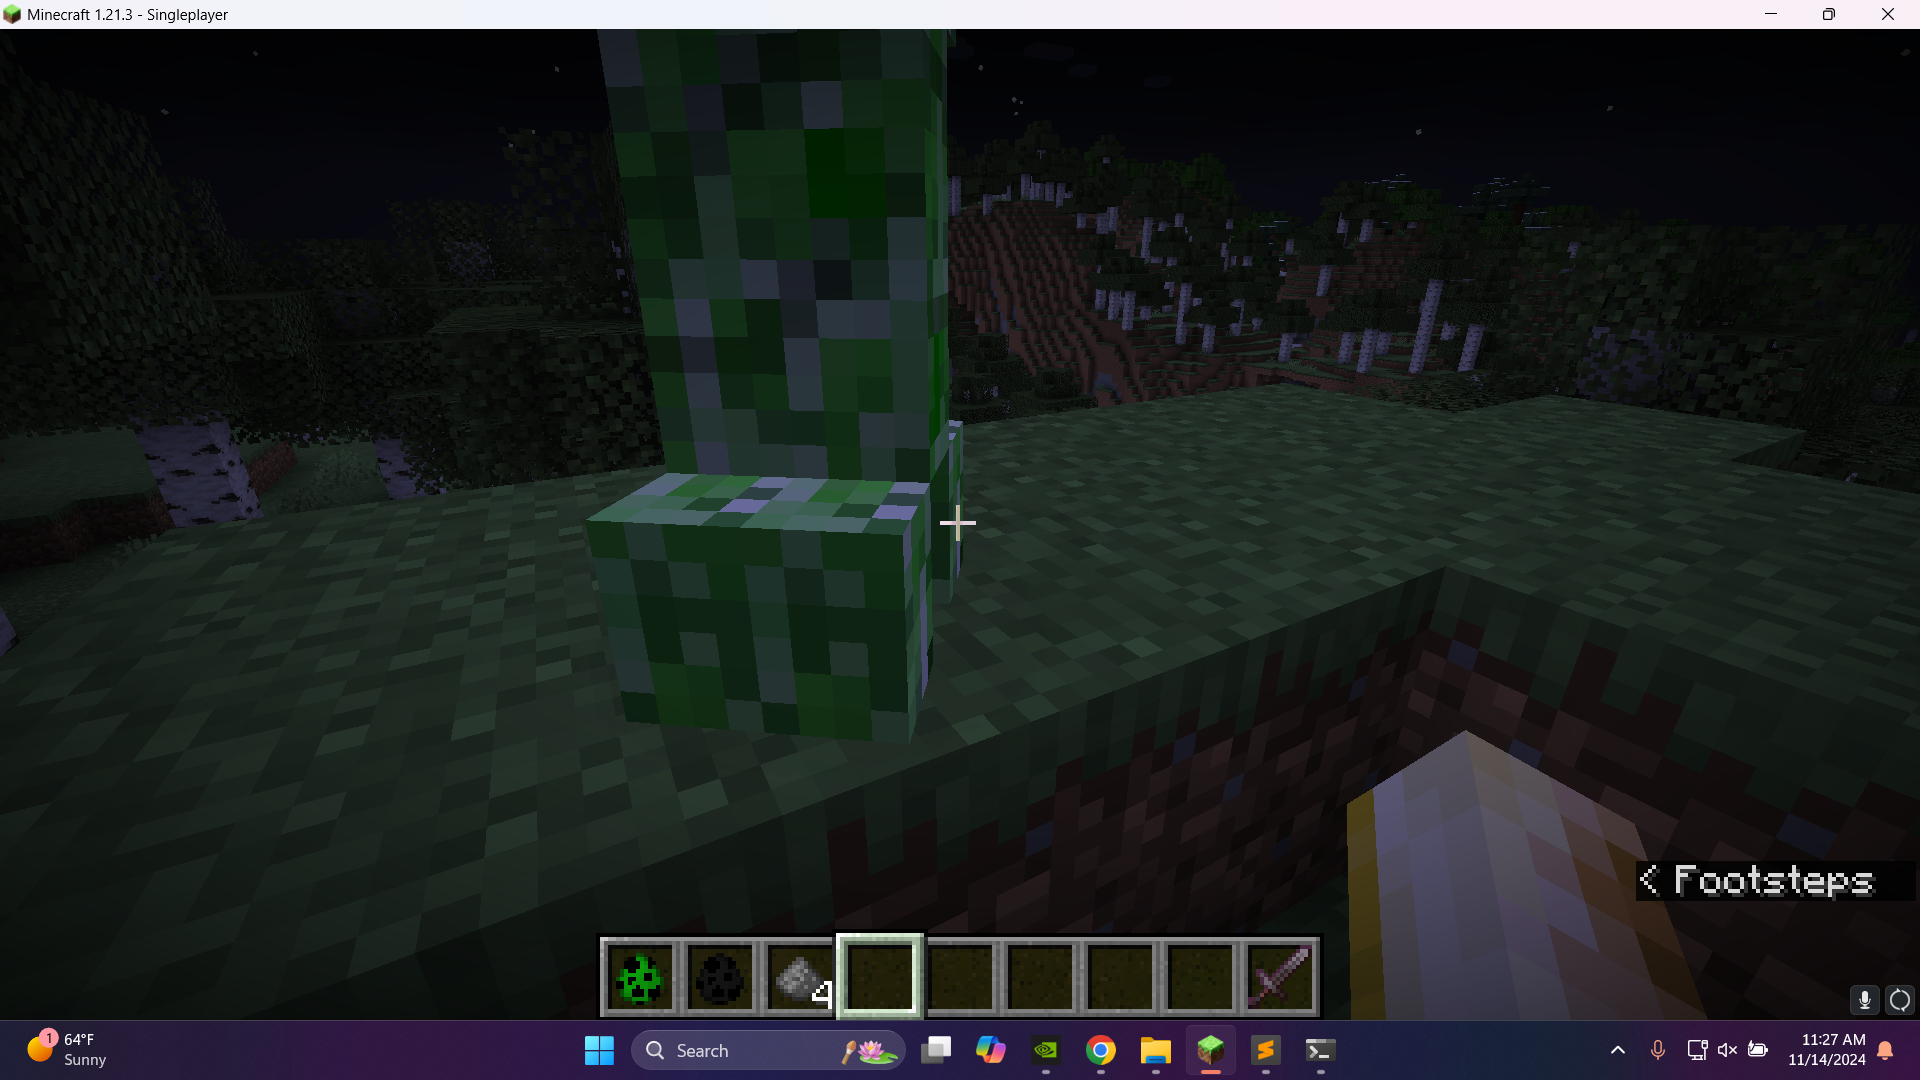 Minecraft 1.21.3 - Singleplayer
< Footsteps
4
1
64°F
Sunny
Search
11:27 AM
11/14/2024